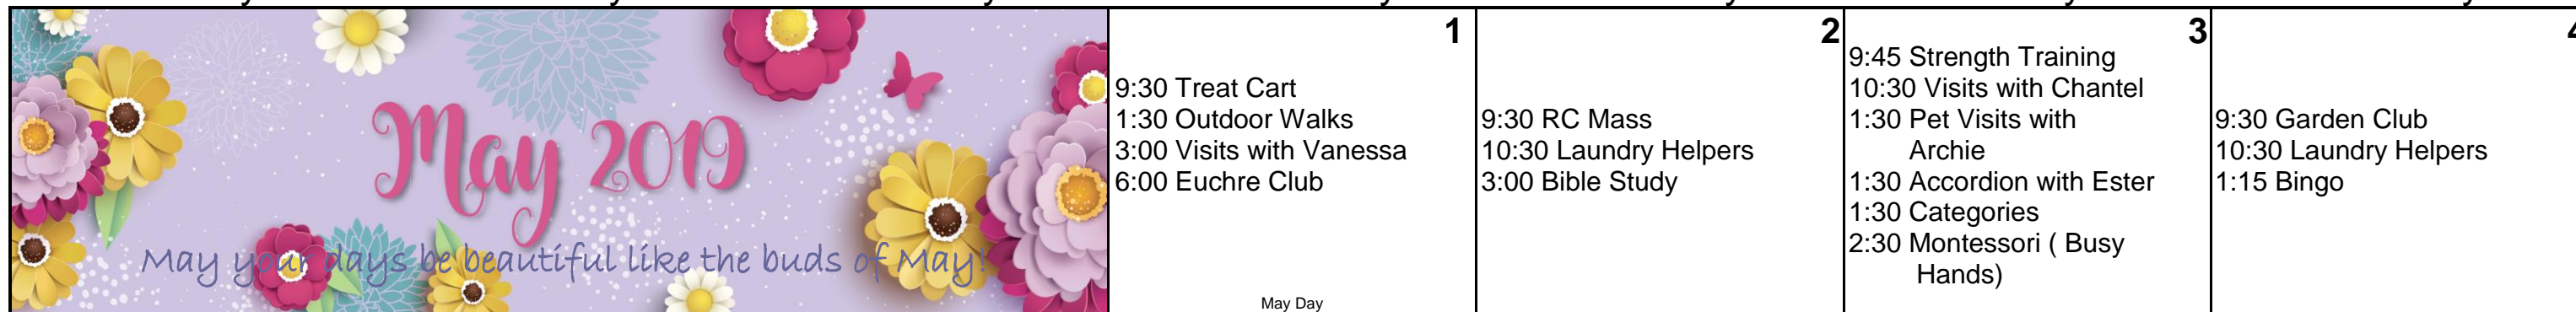 May 2019
May your days be beautiful like the buds of May!
1
9:30 Treat Cart
1:30 Outdoor Walks
3:00 Visits with Vanessa
6:00 Euchre Club
May Day
2
9:30 RC Mass
10:30 Laundry Helpers
3:00 Bible Study
3
9:45 Strength Training
10:30 Visits with Chantel
1:30 Pet Visits with
Archie
1:30 Accordion with Ester
1:30 Categories
2:30 Montessori ( Busy
Hands)
4
9:30 Garden Club
10:30 Laundry Helpers
1:15 Bingo